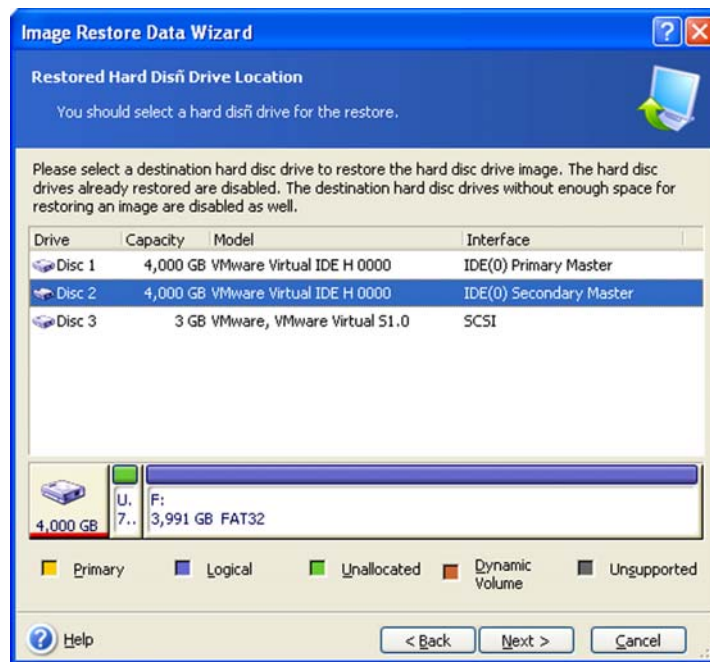 Image Restore Data Wizard
Restored Hard Disñ Drive Location
You should select a hard disñ drive for the restore.
Please select a destination hard disc drive to restore the hard disc drive image. The hard disc
drives already restored are disabled. The destination hard disc drives without enough space for
restoring an image are disabled as well.
Drive Capacity Model Interface
Disc 1 4,000 GB VMware Virtual IDE H 0000 IDE(0) Primary Master
Disc 2 4,000 GB VMware Virtual IDE H 0000 IDE(0) Secondary Master
Disc 3 3 GB VMware, VMware Virtual S1.0 SCSI
4,000 GB
U.
7..
F:
3,991 GB FAT32
Primary Logical Unallocated Dynamic Volume Unsupported
Help < Back Next > Cancel